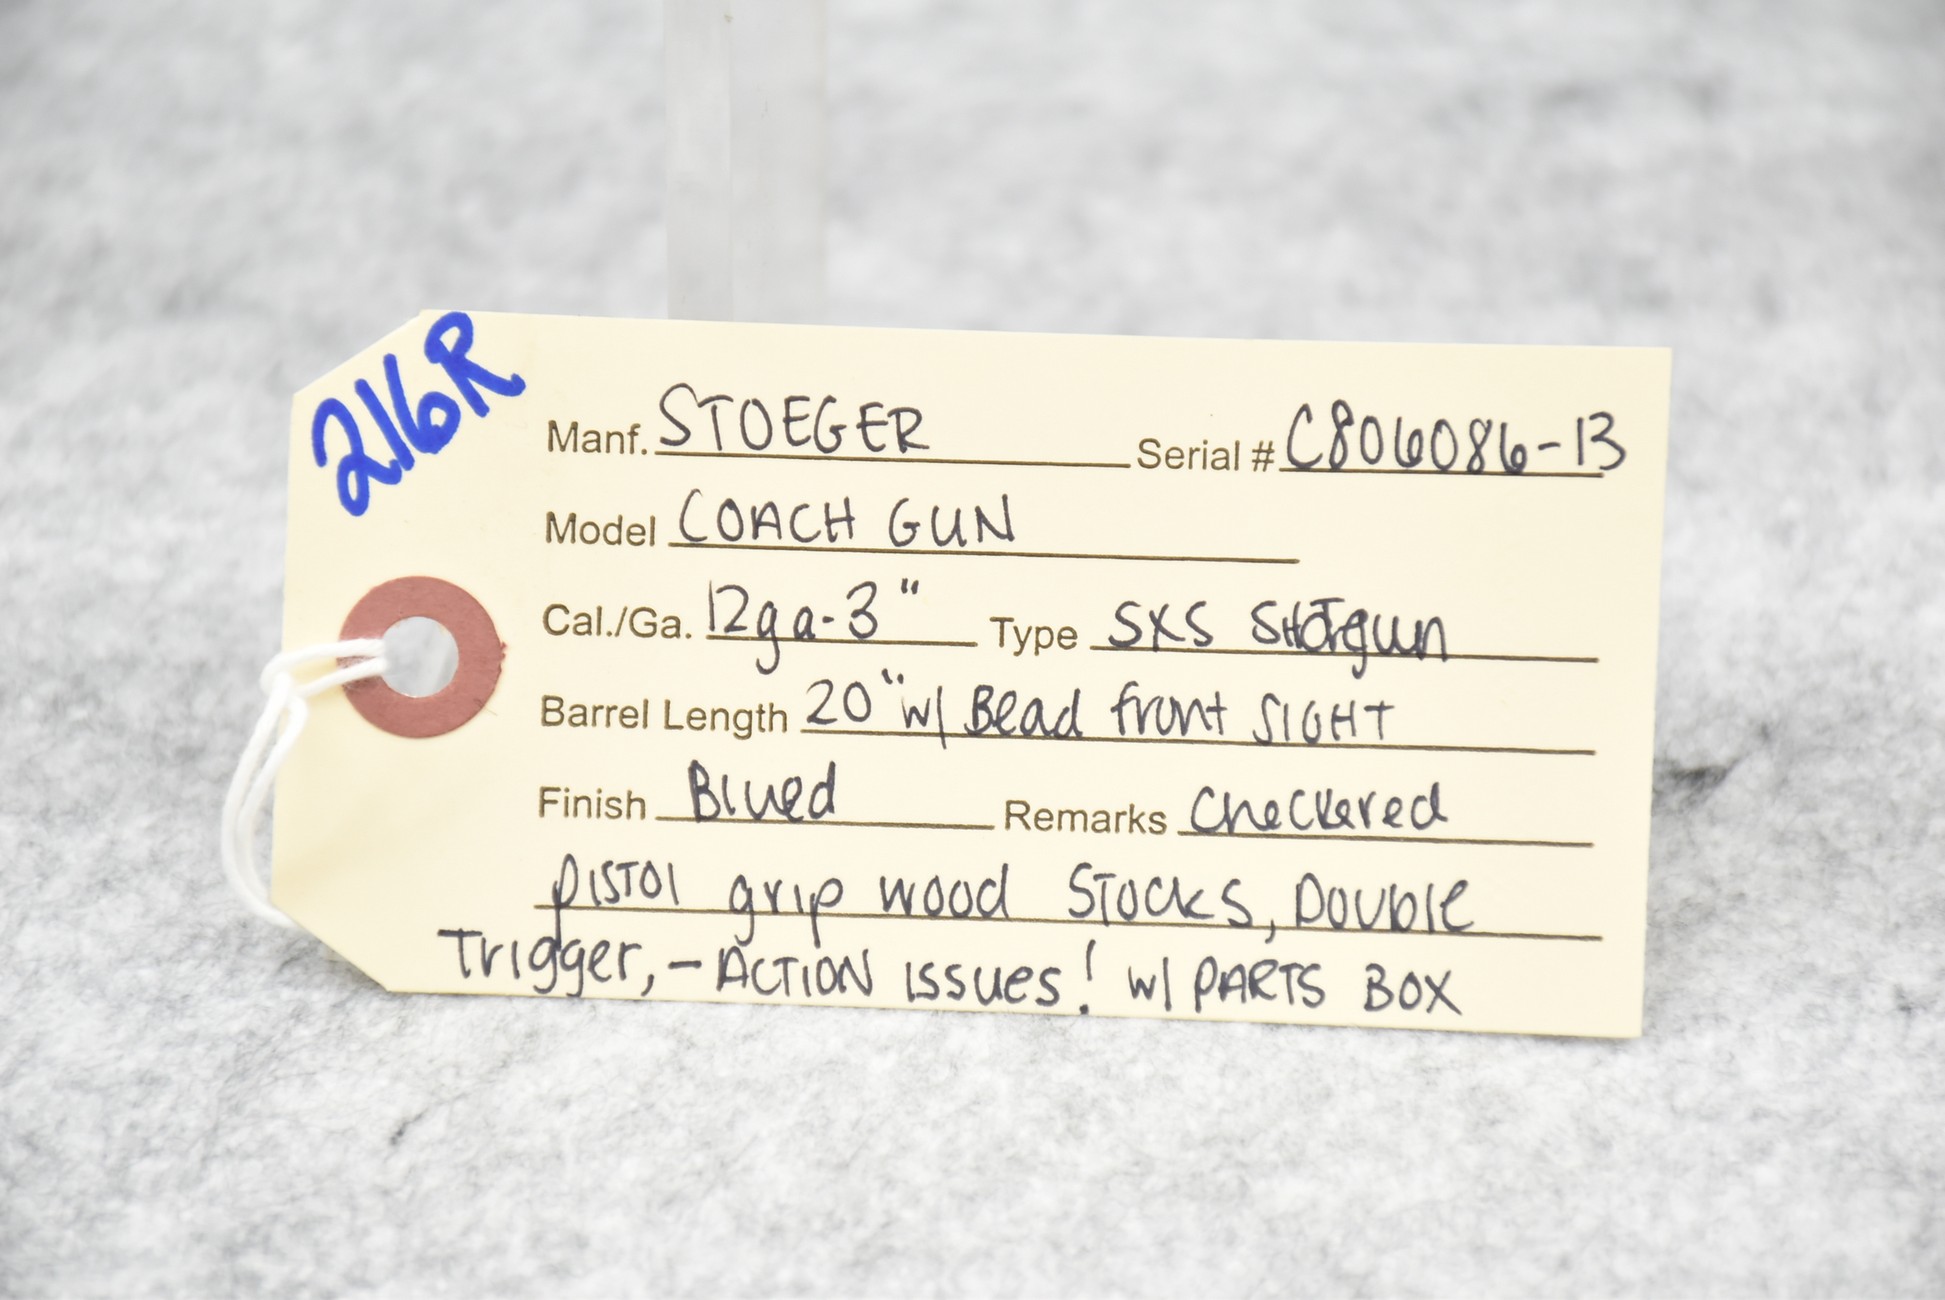 216R
Manf. STOEGER Serial # C806086-13
Model COACH GUN
Cal./Ga. 12ga-3" Type SXS SHOTgun
Barrel Length 20" w/ Bead front SIGHT
Finish Blued Remarks Checkered
PISTOl grip wood STOCKS, Double
Trigger, - ACTION issues! w/ PARTS BOX